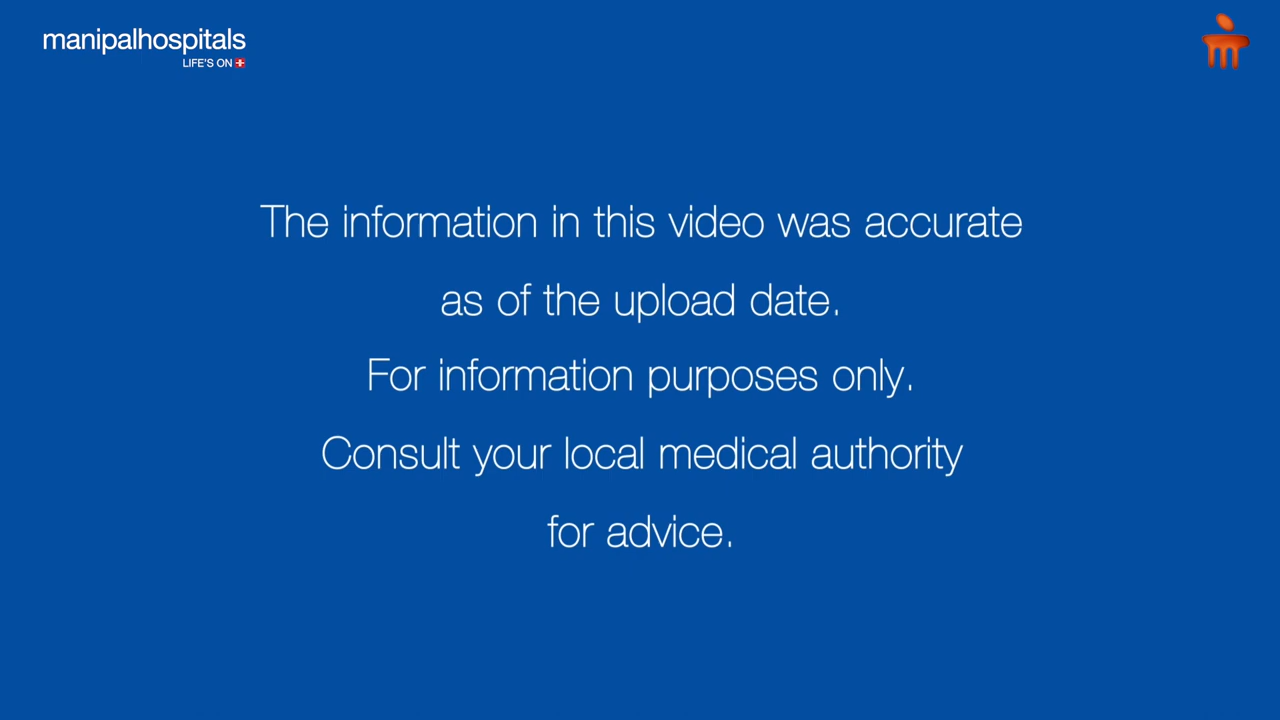 manipalhospitals
LIFE'S ON
The information in this video was accurate
as of the upload date.
For information purposes only.
Consult your local medical authority
for advice.